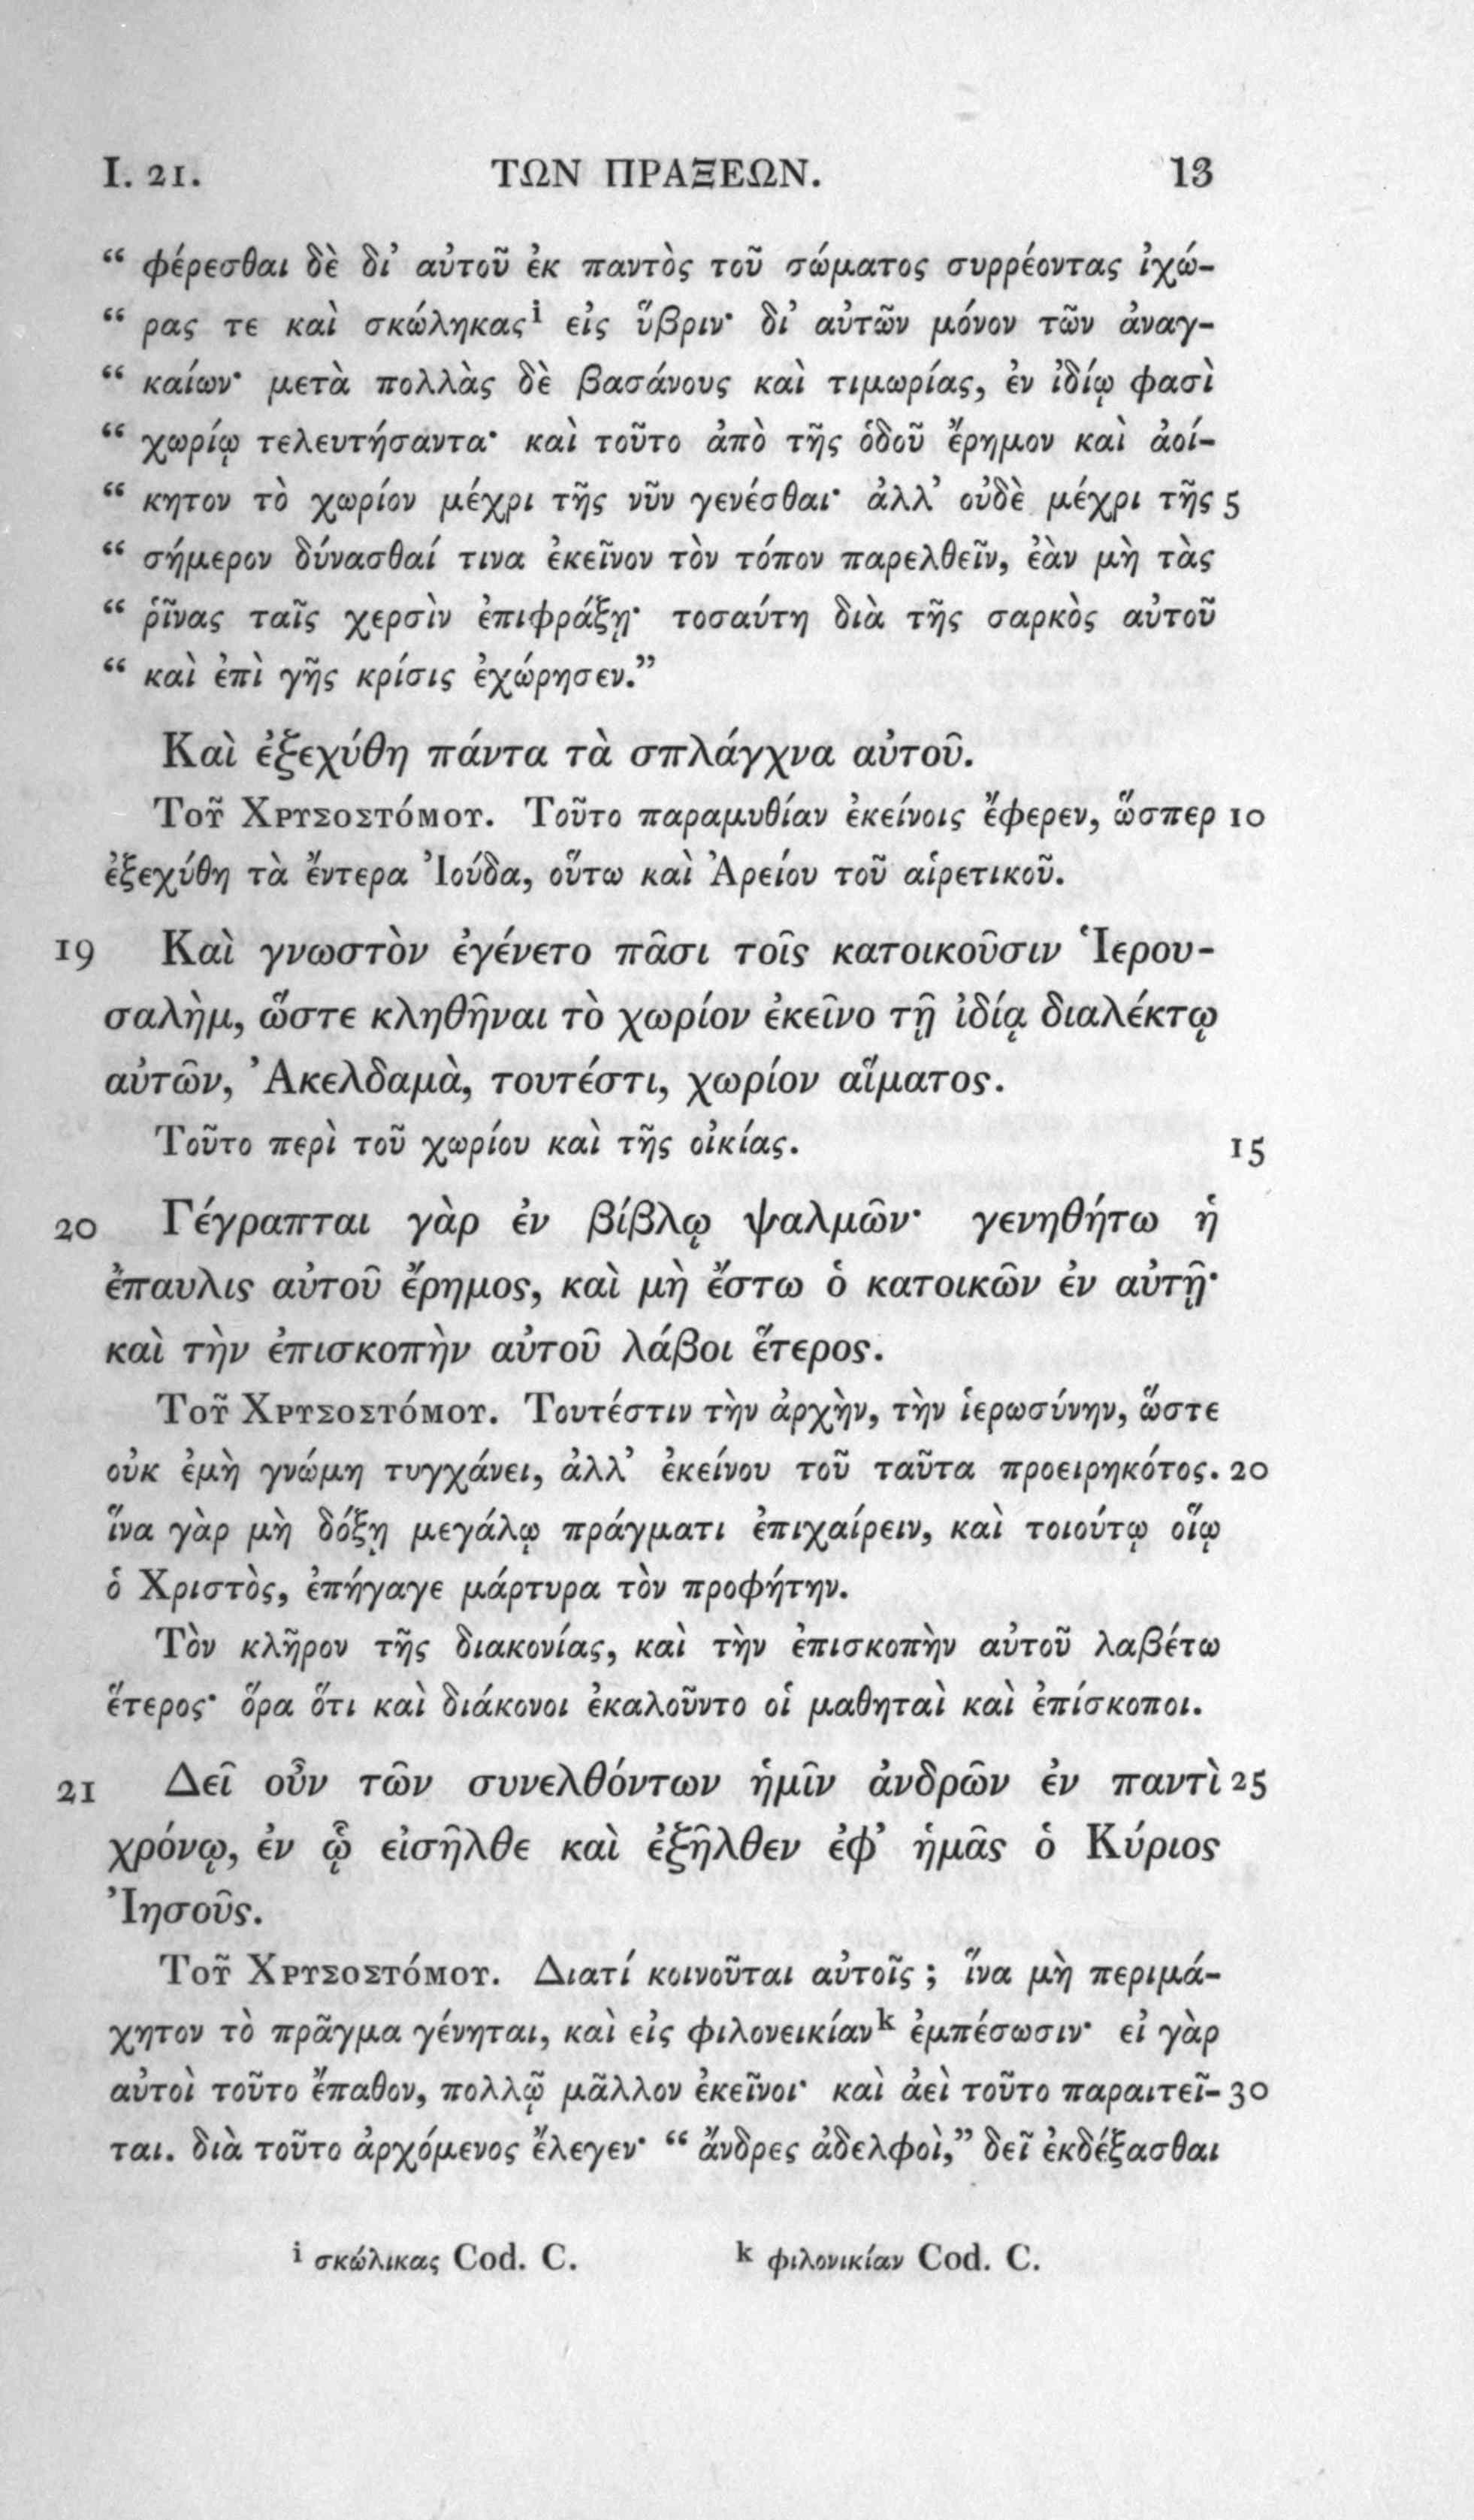 I. 21. ΤΩΝ ΠΡΑΞΕΩΝ. 13
“ φέρεσθαι δὲ δι’ αὐτοῦ ἐκ παντὸς τοῦ σώματος συρρέοντας ἰχώ-
“ ρας τε καὶ σκώληκαςⁱ εἰς ὕβριν· δι’ αὐτῶν μόνον τῶν ἀναγ-
“ καίων· μετὰ πολλὰς δὲ βασάνους καὶ τιμωρίας, ἐν ἰδίῳ φασὶ
“ χωρίῳ τελευτήσαντα· καὶ τοῦτο ἀπὸ τῆς ὁδοῦ ἔρημον καὶ ἀοί-
“ κητον τὸ χωρίον μέχρι τῆς νῦν γενέσθαι· ἀλλ’ οὐδὲ μέχρι τῆς 5
“ σήμερον δύνασθαί τινα ἐκεῖνον τὸν τόπον παρελθεῖν, ἐὰν μὴ τὰς
“ ῥῖνας ταῖς χερσὶν ἐπιφράξῃ· τοσαύτη διὰ τῆς σαρκὸς αὐτοῦ
“ καὶ ἐπὶ γῆς κρίσις ἐχώρησεν.”
Καὶ ἐξεχύθη πάντα τὰ σπλάγχνα αὐτοῦ.
Τοῦ Χρυσοστόμου. Τοῦτο παραμυθίαν ἐκείνοις ἔφερεν, ὥσπερ 10
ἐξεχύθη τὰ ἔντερα Ἰούδα, οὕτω καὶ Ἀρείου τοῦ αἱρετικοῦ.
19 Καὶ γνωστὸν ἐγένετο πᾶσι τοῖς κατοικοῦσιν Ἱερου-
σαλὴμ, ὥστε κληθῆναι τὸ χωρίον ἐκεῖνο τῇ ἰδίᾳ διαλέκτῳ
αὐτῶν, Ἀκελδαμὰ, τουτέστι, χωρίον αἵματος.
Τοῦτο περὶ τοῦ χωρίου καὶ τῆς οἰκίας. 15
20 Γέγραπται γὰρ ἐν βίβλῳ ψαλμῶν· γενηθήτω ἡ
ἔπαυλις αὐτοῦ ἔρημος, καὶ μὴ ἔστω ὁ κατοικῶν ἐν αὐτῇ·
καὶ τὴν ἐπισκοπὴν αὐτοῦ λάβοι ἕτερος.
Τοῦ Χρυσοστόμου. Τουτέστιν τὴν ἀρχὴν, τὴν ἱερωσύνην, ὥστε
οὐκ ἐμὴ γνώμη τυγχάνει, ἀλλ’ ἐκείνου τοῦ ταῦτα προειρηκότος. 20
ἵνα γὰρ μὴ δόξῃ μεγάλῳ πράγματι ἐπιχαίρειν, καὶ τοιούτῳ οἵῳ
ὁ Χριστὸς, ἐπήγαγε μάρτυρα τὸν προφήτην.
Τὸν κλῆρον τῆς διακονίας, καὶ τὴν ἐπισκοπὴν αὐτοῦ λαβέτω
ἕτερος· ὅρα ὅτι καὶ διάκονοι ἐκαλοῦντο οἱ μαθηταὶ καὶ ἐπίσκοποι.
21 Δεῖ οὖν τῶν συνελθόντων ἡμῖν ἀνδρῶν ἐν παντὶ 25
χρόνῳ, ἐν ᾧ εἰσῆλθε καὶ ἐξῆλθεν ἐφ’ ἡμᾶς ὁ Κύριος
Ἰησοῦς.
Τοῦ Χρυσοστόμου. Διατί κοινοῦται αὐτοῖς ; ἵνα μὴ περιμά-
χητον τὸ πρᾶγμα γένηται, καὶ εἰς φιλονεικίανᵏ ἐμπέσωσιν· εἰ γὰρ
αὐτοὶ τοῦτο ἔπαθον, πολλῷ μᾶλλον ἐκεῖνοι· καὶ ἀεὶ τοῦτο παραιτεῖ- 30
ται. διὰ τοῦτο ἀρχόμενος ἔλεγεν· “ ἄνδρες ἀδελφοὶ,” δεῖ ἐκδέξασθαι
ⁱ σκώλικας Cod. C. ᵏ φιλονικίαν Cod. C.